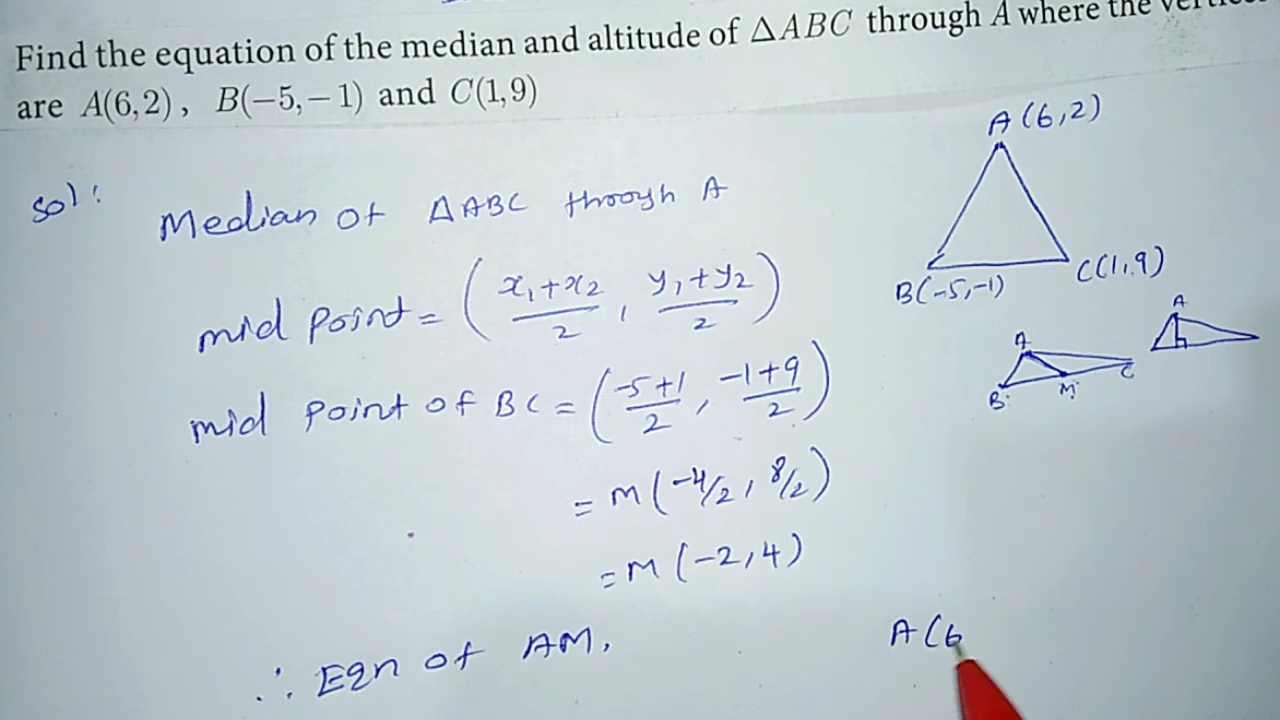 Find the equation of the median and altitude of ΔABC through A where the
are A(6,2), B(−5,−1) and C(1,9)
A(6,2)
B(-5,-1)
C(1,9)
A
B
M
C
A
Sol:
Median of ΔABC through A
mid Point = (x₁+x₂/2, y₁+y₂/2)
mid Point of BC = (-5+1/2, -1+9/2)
= M(-4/2, 8/2)
= M(-2,4)
∴ Eqn of AM,
A(6